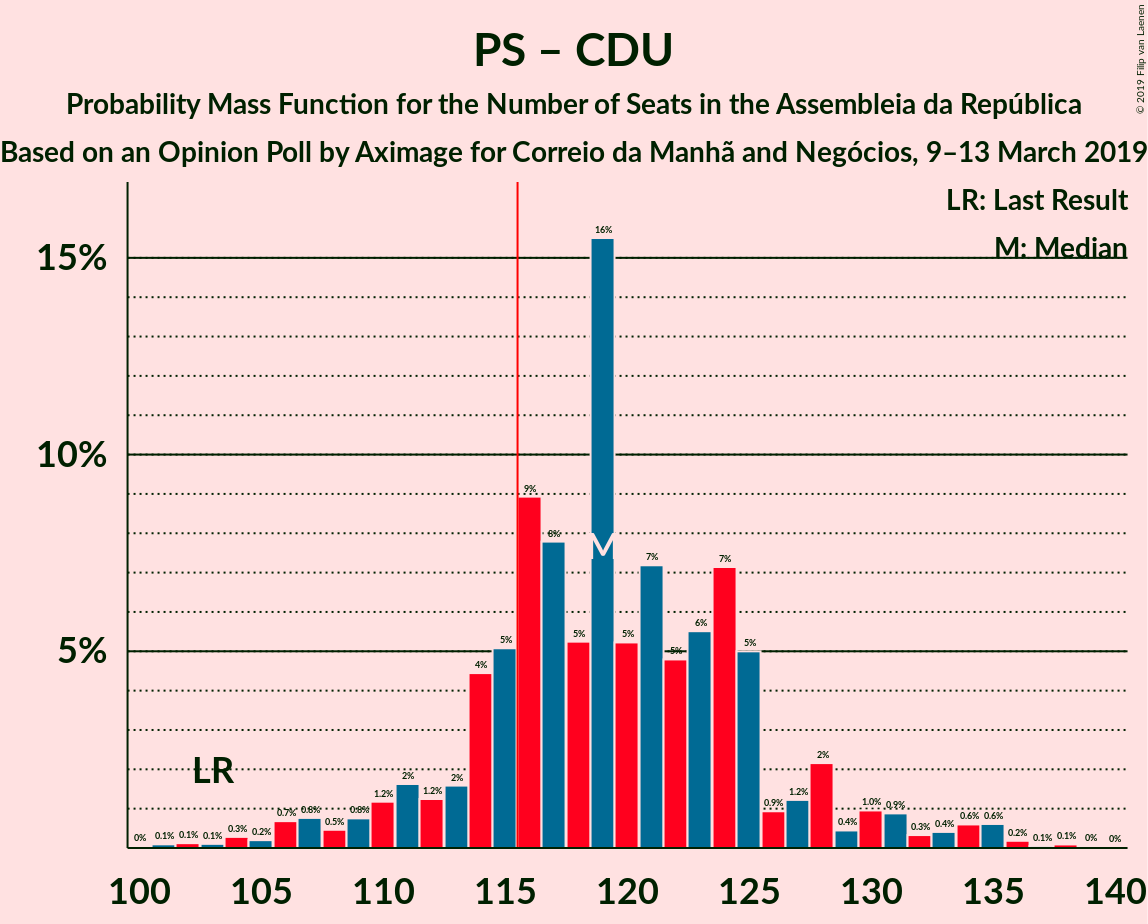 PS – CDU
Probability Mass Function for the Number of Seats in the Assembleia da República
Based on an Opinion Poll by Aximage for Correio da Manhã and Negócios, 9–13 March 2019
© 2019 Filip van Laenen
LR: Last Result
M: Median
15%
10%
5%
LR
M
0% 0.1% 0.1% 0.1% 0.3% 0.2% 0.7% 0.8% 0.5% 0.8% 1.2% 2% 1.2% 2% 4% 5% 9% 8% 5% 16% 5% 7% 5% 6% 7% 5% 0.9% 1.2% 2% 0.4% 1.0% 0.9% 0.3% 0.4% 0.6% 0.6% 0.2% 0.1% 0.1% 0% 0%
100 105 110 115 120 125 130 135 140